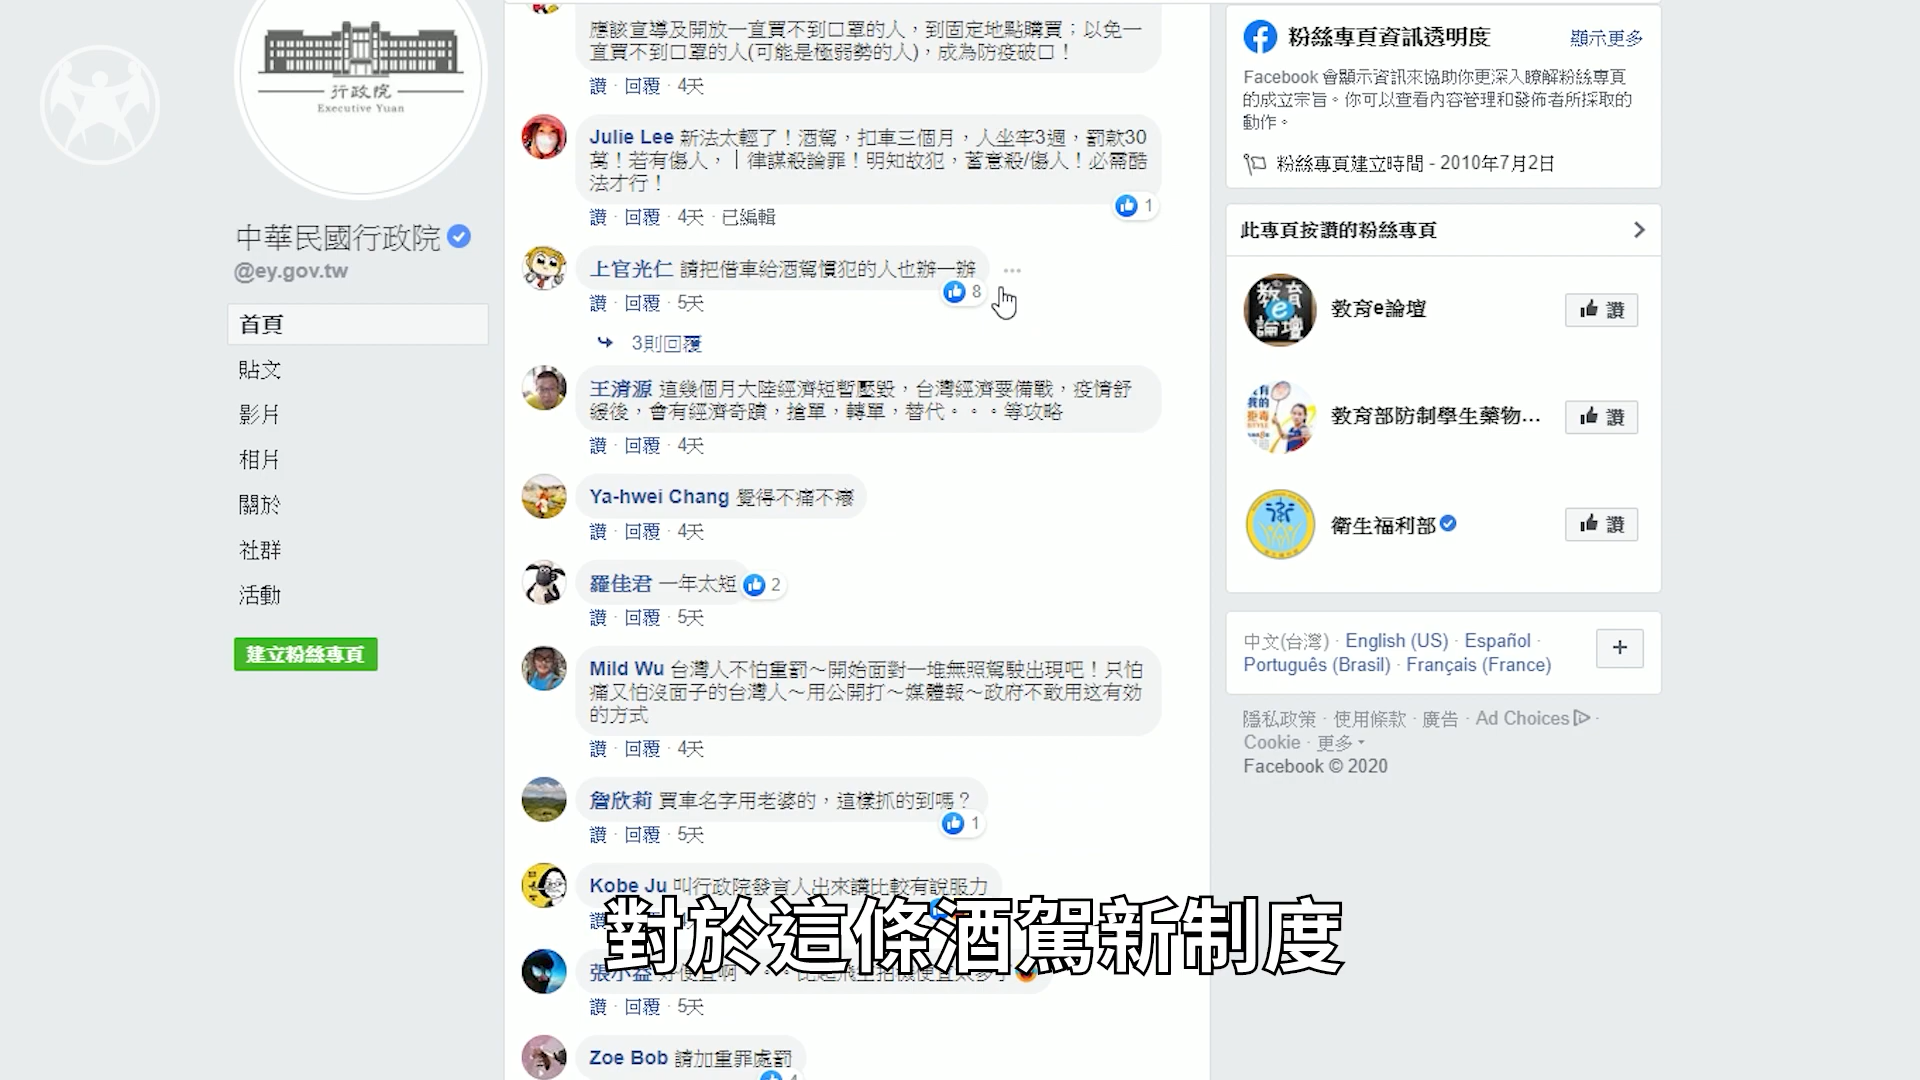 行政院
Executive Yuan
中華民國行政院
@ey.gov.tw
首頁
貼文
影片
相片
關於
社群
活動
建立粉絲專頁
應該宣導及開放一直買不到口罩的人，到固定地點購買；以免一
直買不到口罩的人(可能是極弱勢的人)，成為防疫破口！
讚 · 回覆 · 4天
Julie Lee 新法太輕了！酒駕，扣車三個月，人坐牢3週，罰款30
萬！若有傷人，｜律謀殺論罪！明知故犯，蓄意殺/傷人！必需酷
法才行！
1
讚 · 回覆 · 4天 · 已編輯
上官光仁 請把借車給酒駕慣犯的人也辦一辦
8
讚 · 回覆 · 5天
3則回覆
王清源 這幾個月大陸經濟短暫壓毀，台灣經濟要備戰，疫情舒
緩後，會有經濟奇蹟，搶單，轉單，替代。。。等攻略
讚 · 回覆 · 4天
Ya-hwei Chang 覺得不痛不癢
讚 · 回覆 · 4天
羅佳君 一年太短
2
讚 · 回覆 · 5天
Mild Wu 台灣人不怕重罰～開始面對一堆無照駕駛出現吧！只怕
痛又怕沒面子的台灣人～用公開打～媒體報～政府不敢用这有効
的方式
讚 · 回覆 · 4天
詹欣莉 買車名字用老婆的，這樣抓的到嗎？
1
讚 · 回覆 · 5天
Kobe Ju 叫行政院發言人出來講比較有說服力
讚
對於這條酒駕新制度
讚 · 回覆 · 5天
Zoe Bob 請加重罪處罰
粉絲專頁資訊透明度
顯示更多
Facebook 會顯示資訊來協助你更深入瞭解粉絲專頁
的成立宗旨。你可以查看內容管理和發佈者所採取的
動作。
粉絲專頁建立時間 - 2010年7月2日
此專頁按讚的粉絲專頁
教育e論壇
教育e論壇
讚
教育部防制學生藥物...
讚
衛生福利部
讚
中文(台灣) · English (US) · Español ·
Português (Brasil) · Français (France)
+
隱私政策 · 使用條款 · 廣告 · Ad Choices ·
Cookie · 更多
Facebook © 2020